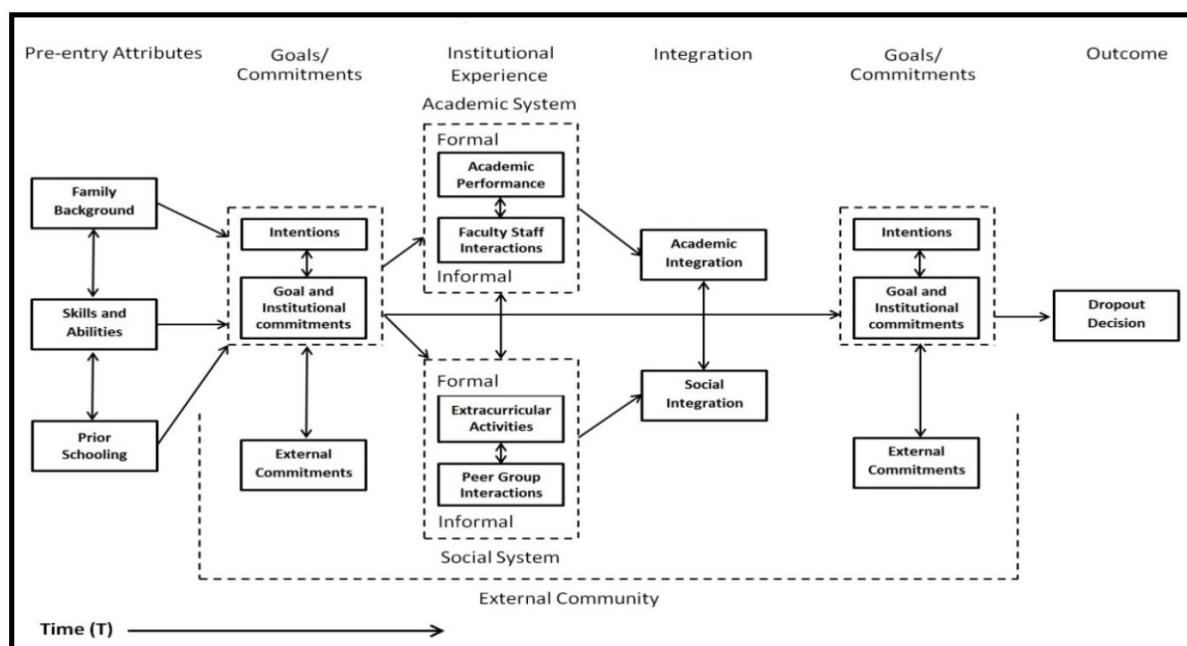 Pre-entry Attributes
Goals/
Commitments
Institutional
Experience
Integration
Goals/
Commitments
Outcome
Academic System
Formal
Academic
Performance
Faculty Staff
Interactions
Informal
Family
Background
Skills and
Abilities
Prior
Schooling
Intentions
Goal and
Institutional
commitments
External
Commitments
Formal
Extracurricular
Activities
Peer Group
Interactions
Informal
Social System
Academic
Integration
Social
Integration
Intentions
Goal and
Institutional
commitments
External
Commitments
Dropout
Decision
External Community
Time (T)